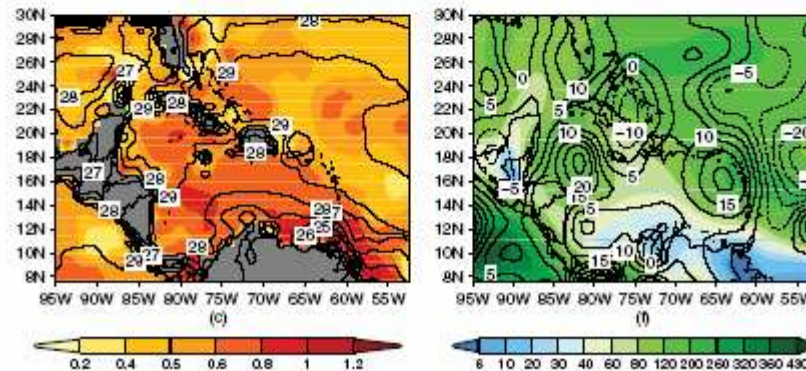 30N 28 28 29 30N
28N 28N
26N 27 26N 0 10 0 -5
24N 28 29 28 24N 5 5
22N 29 22N 10 -10
20N 29 20N -20
18N 28 18N 10
16N 27 28 16N -5 5
14N 28 29 28 14N 20 15 15
12N 26 25 12N 5
10N 28 10N 10
8N 29 27 8N 5 15 0
95W 90W 85W 80W 75W 70W 65W 60W 55W 95W 90W 85W 80W 75W 70W 65W 60W 55W
(c) (f)
0.2 0.4 0.5 0.6 0.8 1 1.2 6 10 20 30 40 60 80 120 200 260 320 360 430